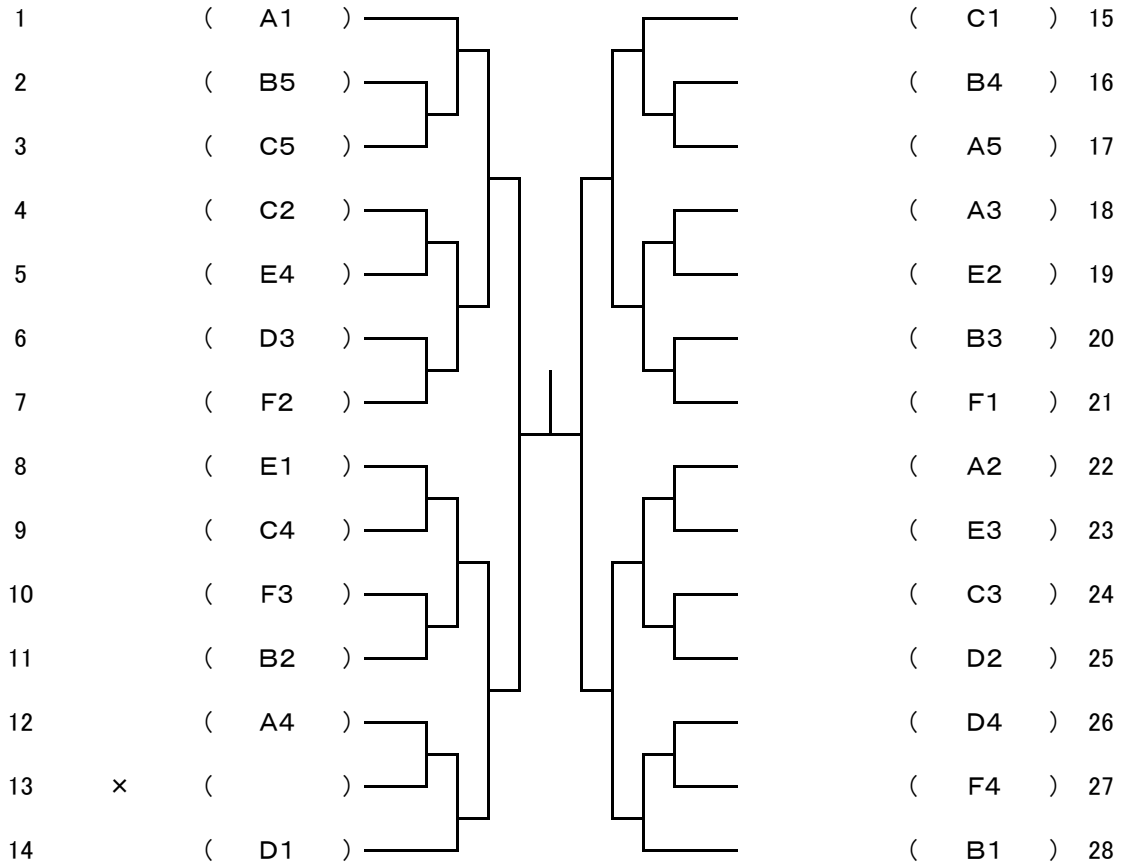 1 ( A1 ) ( C1 ) 15
2 ( B5 ) ( B4 ) 16
3 ( C5 ) ( A5 ) 17
4 ( C2 ) ( A3 ) 18
5 ( E4 ) ( E2 ) 19
6 ( D3 ) ( B3 ) 20
7 ( F2 ) ( F1 ) 21
8 ( E1 ) ( A2 ) 22
9 ( C4 ) ( E3 ) 23
10 ( F3 ) ( C3 ) 24
11 ( B2 ) ( D2 ) 25
12 ( A4 ) ( D4 ) 26
13 × ( ) ( F4 ) 27
14 ( D1 ) ( B1 ) 28